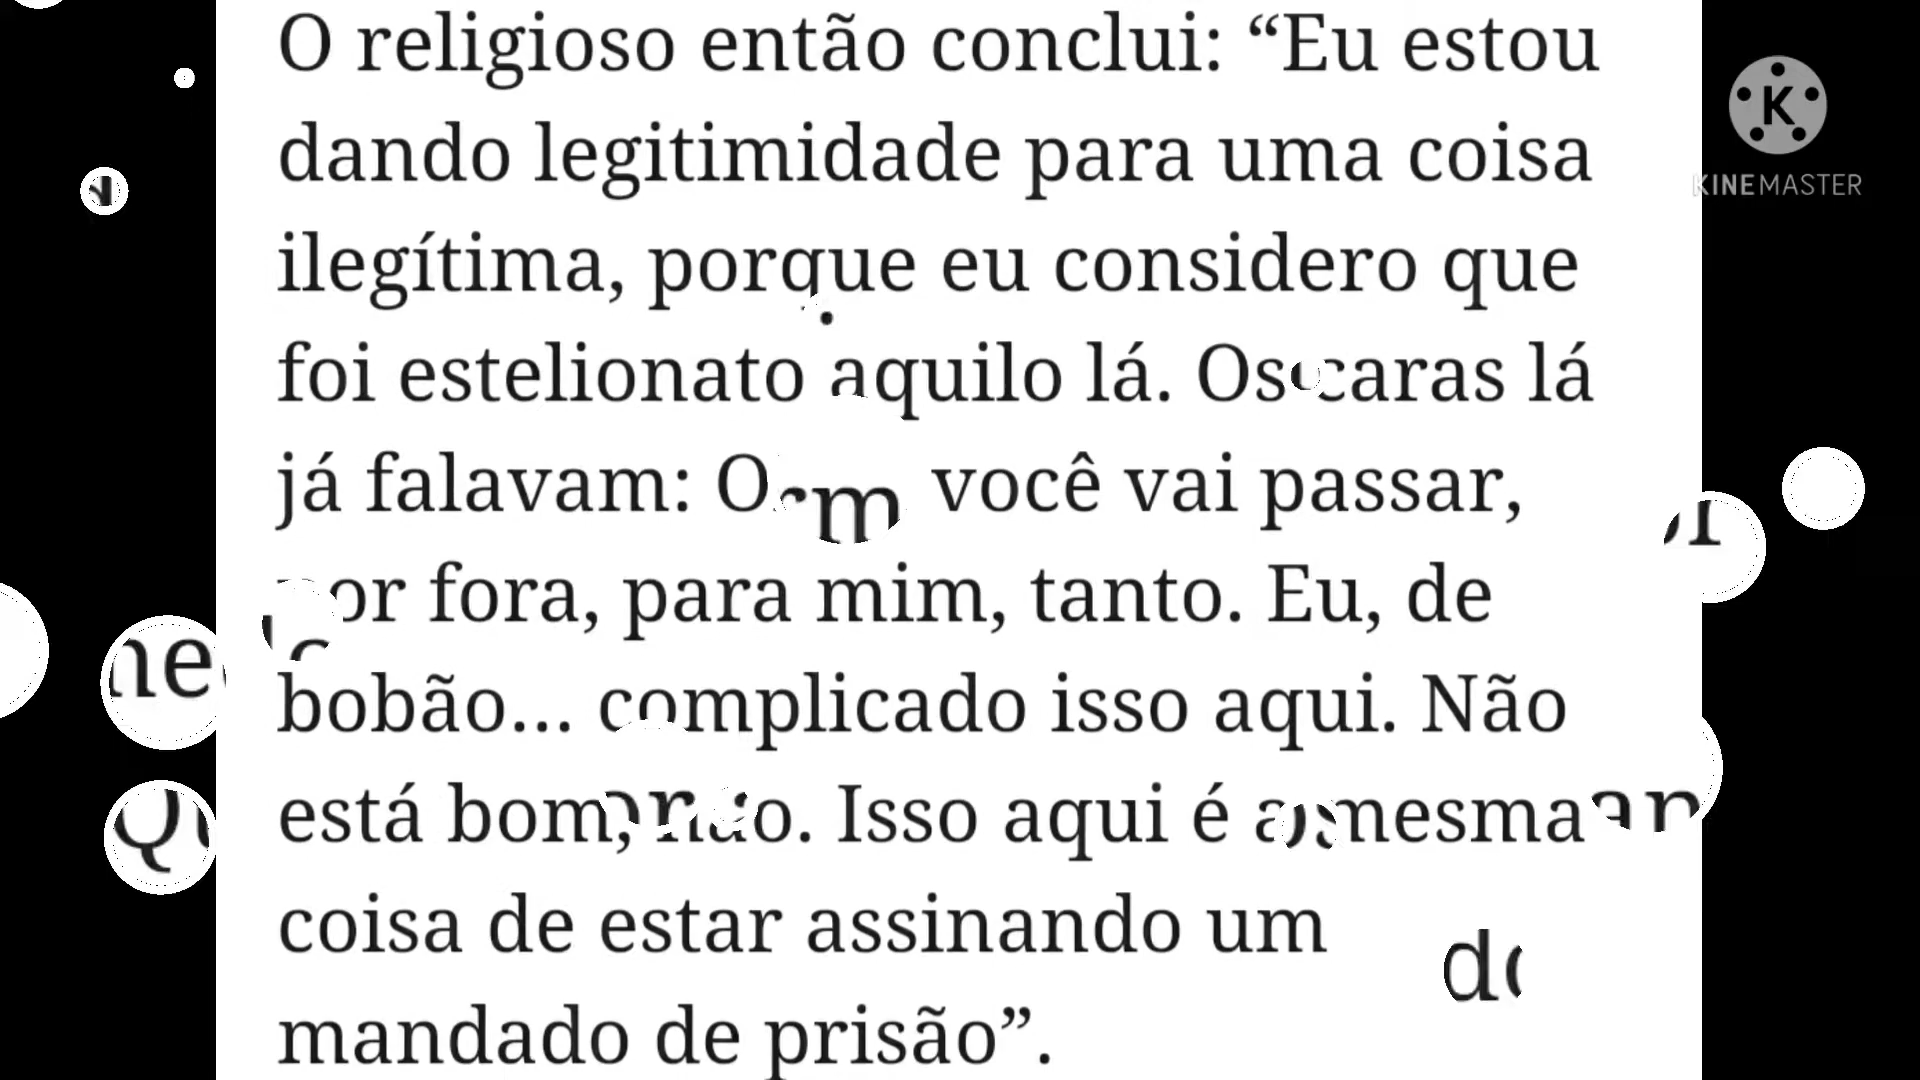 O religioso então conclui: “Eu estou
dando legitimidade para uma coisa
ilegítima, porque eu considero que
foi estelionato aquilo lá. Os caras lá
já falavam: você vai passar,
por fora, para mim, tanto. Eu, de
bobão... complicado isso aqui. Não
está bom, não. Isso aqui é a mesma
coisa de estar assinando um
mandado de prisão”.
KINEMASTER